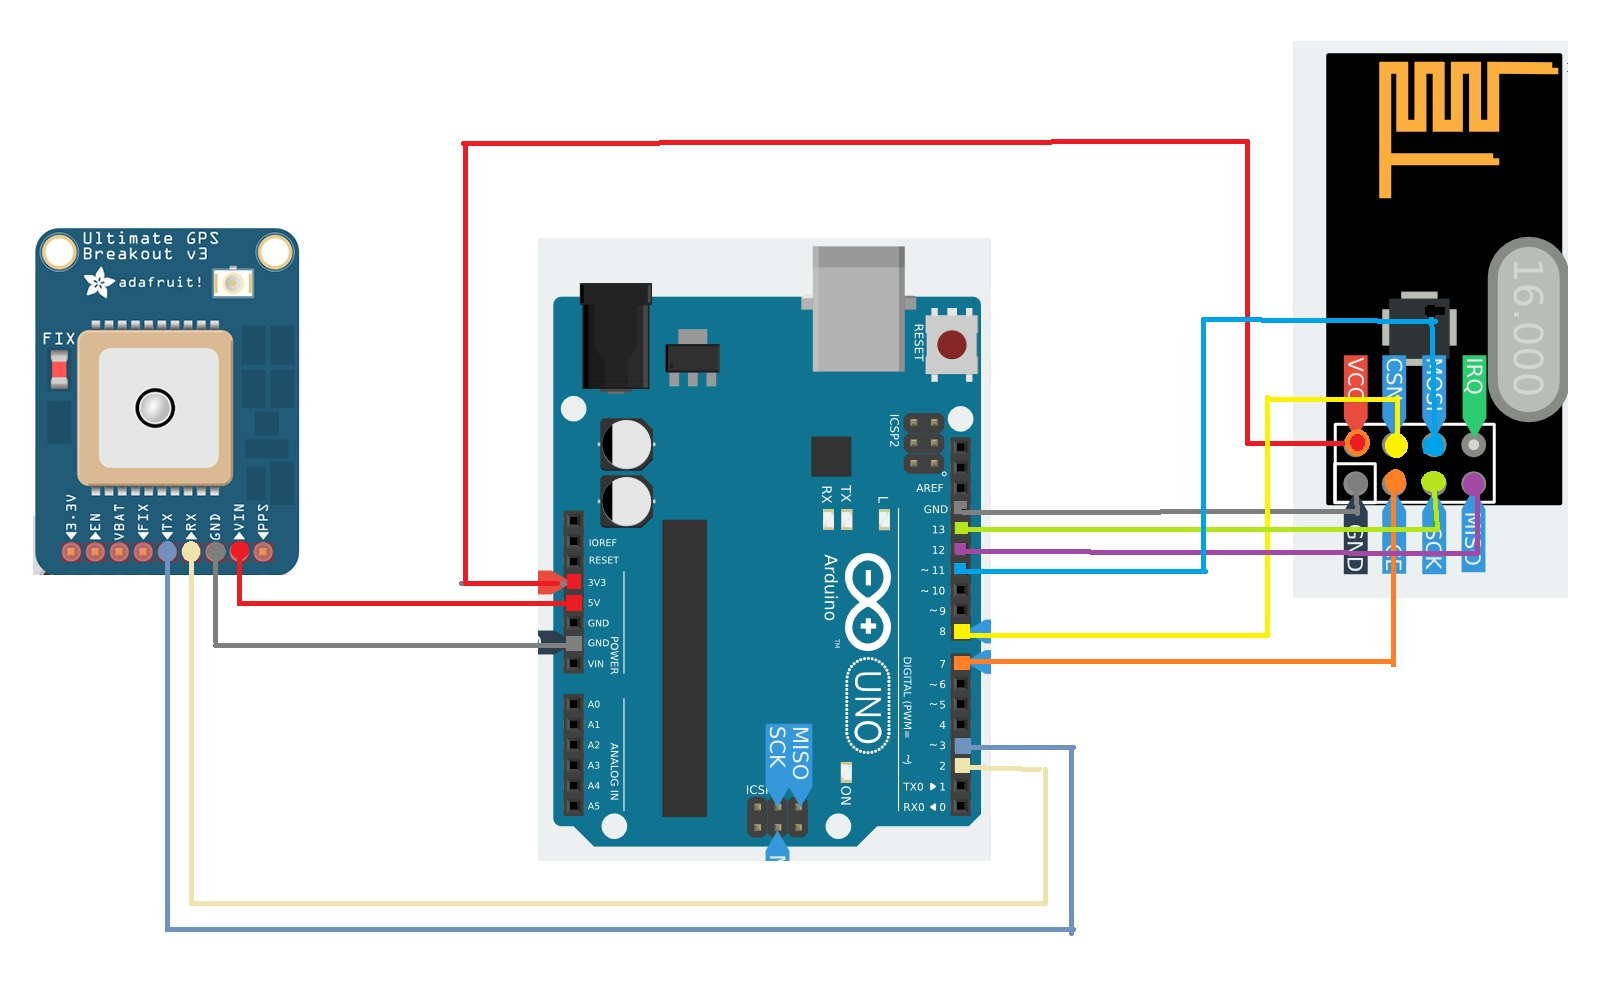 Ultimate GPS
Breakout v3
adafruit!
FIX
3.3V
EN
VBAT
FIX
TX
RX
GND
VIN
PPS
RESET
ICSP2
AREF
GND
13
12
~11
~10
~9
8
7
~6
~5
4
~3
2
TX0 ▶ 1
RX0 ◀ 0
RX
TX
L
Arduino
TM
UNO
DIGITAL (PWM= ~)
IOREF
RESET
3V3
5V
GND
GND
VIN
POWER
A0
A1
A2
A3
A4
A5
ANALOG IN
SCK
MISO
ON
16.000
VCC
CSN
MOSI
IRQ
GND
CE
SCK
MISO